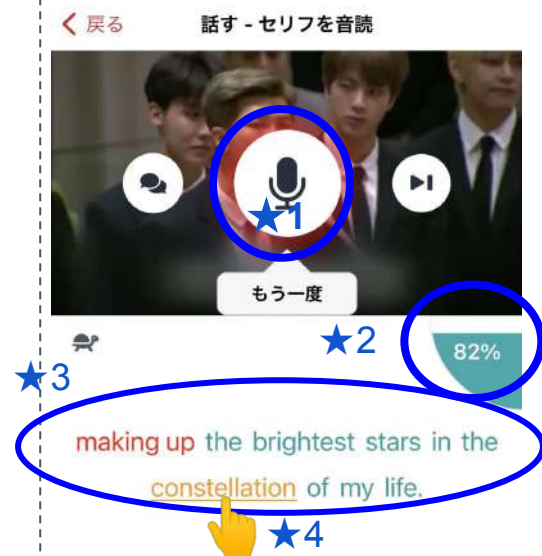 戻る 話す - セリフを音読
★1
もう一度
★2 82%
★3
making up the brightest stars in the
constellation of my life.
★4